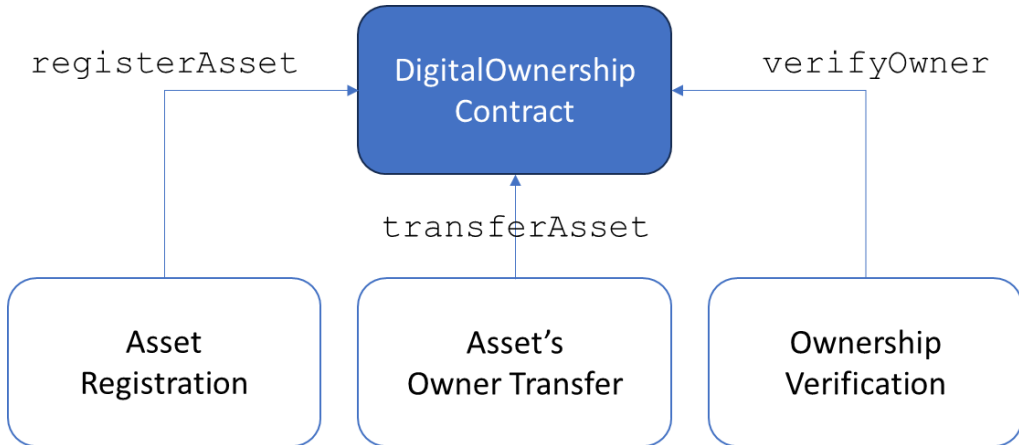 registerAsset
DigitalOwnership
Contract
verifyOwner
transferAsset
Asset
Registration
Asset’s
Owner Transfer
Ownership
Verification